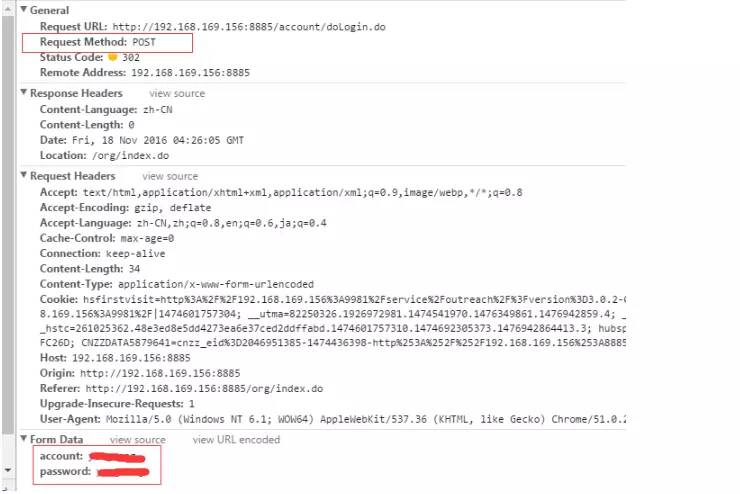 General
Request URL: http://192.168.169.156:8885/account/doLogin.do
Request Method: POST
Status Code: 302
Remote Address: 192.168.169.156:8885
Response Headers view source
Content-Language: zh-CN
Content-Length: 0
Date: Fri, 18 Nov 2016 04:26:05 GMT
Location: /org/index.do
Request Headers view source
Accept: text/html,application/xhtml+xml,application/xml;q=0.9,image/webp,*/*;q=0.8
Accept-Encoding: gzip, deflate
Accept-Language: zh-CN,zh;q=0.8,en;q=0.6,ja;q=0.4
Cache-Control: max-age=0
Connection: keep-alive
Content-Length: 34
Content-Type: application/x-www-form-urlencoded
Cookie: hsfirstvisit=http%3A%2F%2F192.168.169.156%3A9981%2Fservice%2Foutreach%2F%3Fversion%3D3.0.2-
8.169.156%3A9981%2F|1474601757304; __utma=82250326.1926972981.1474541970.1476349861.1476942859.4;
_hstc=261025362.48e3ed8e5dd4273ea6e37ced2ddffabd.1474601757310.1474692305373.1476942864413.3; hubsp
FC26D; CNZZDATA5879641=cnzz_eid%3D2046951385-1474436398-http%253A%252F%252F192.168.169.156%253A8885
Host: 192.168.169.156:8885
Origin: http://192.168.169.156:8885
Referer: http://192.168.169.156:8885/org/index.do
Upgrade-Insecure-Requests: 1
User-Agent: Mozilla/5.0 (Windows NT 6.1; WOW64) AppleWebKit/537.36 (KHTML, like Gecko) Chrome/51.0.2
Form Data view source view URL encoded
account:
password: